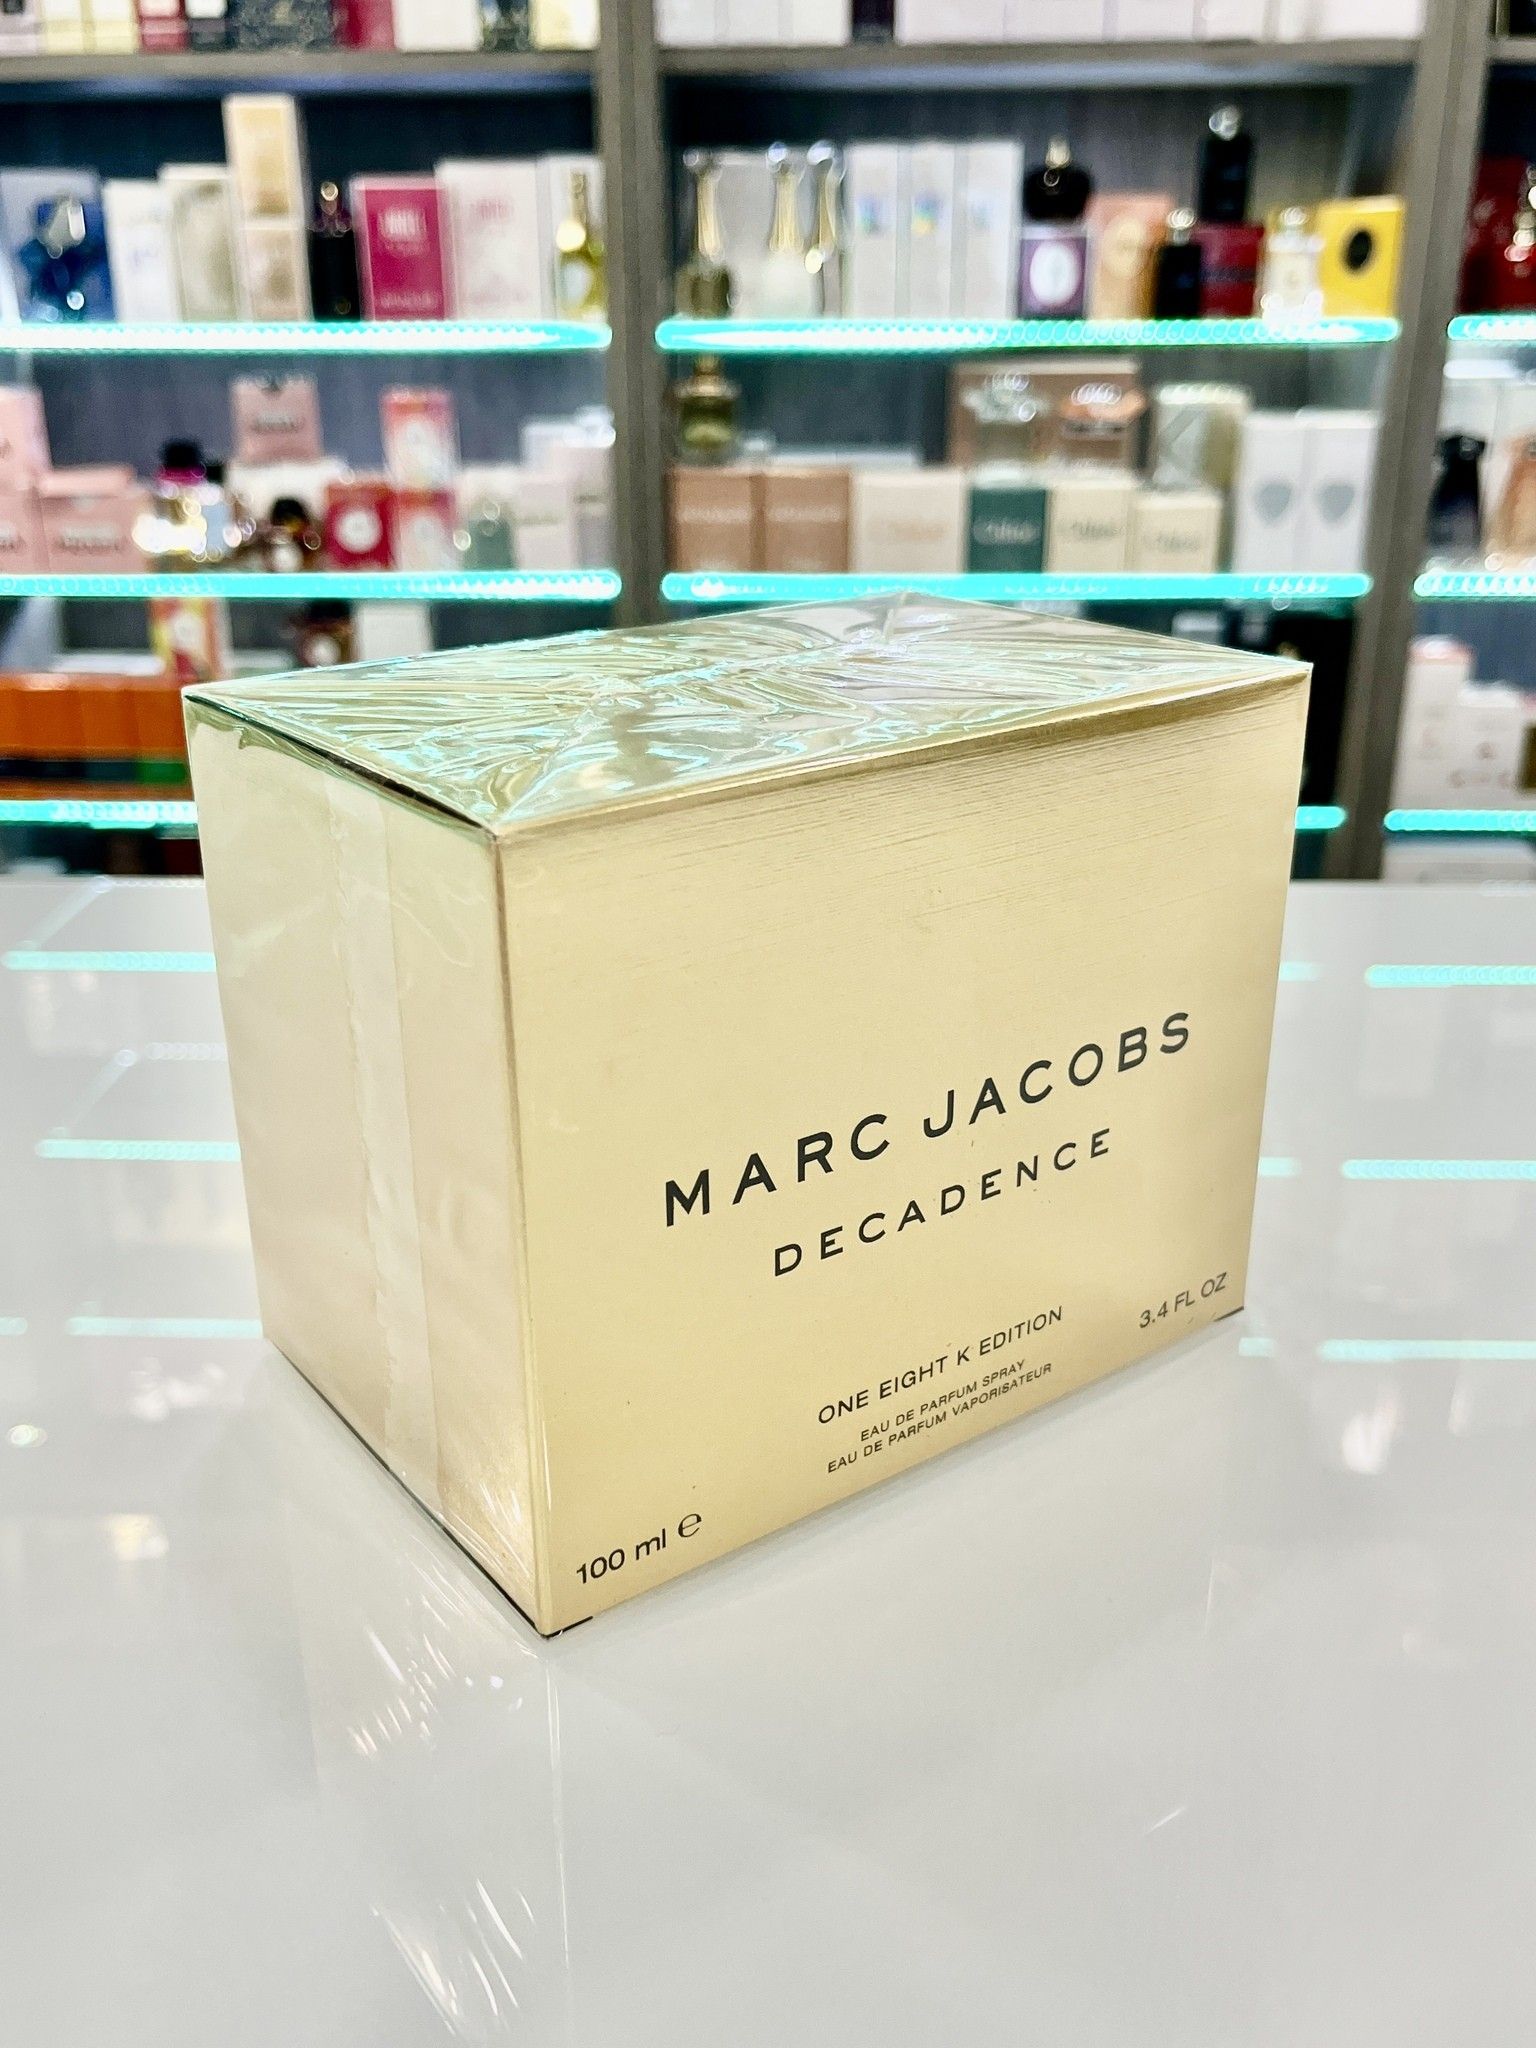 MARC JACOBS
DECADENCE
ONE EIGHT K EDITION
EAU DE PARFUM SPRAY
EAU DE PARFUM VAPORISATEUR
100 ml ℮
3.4 FL OZ